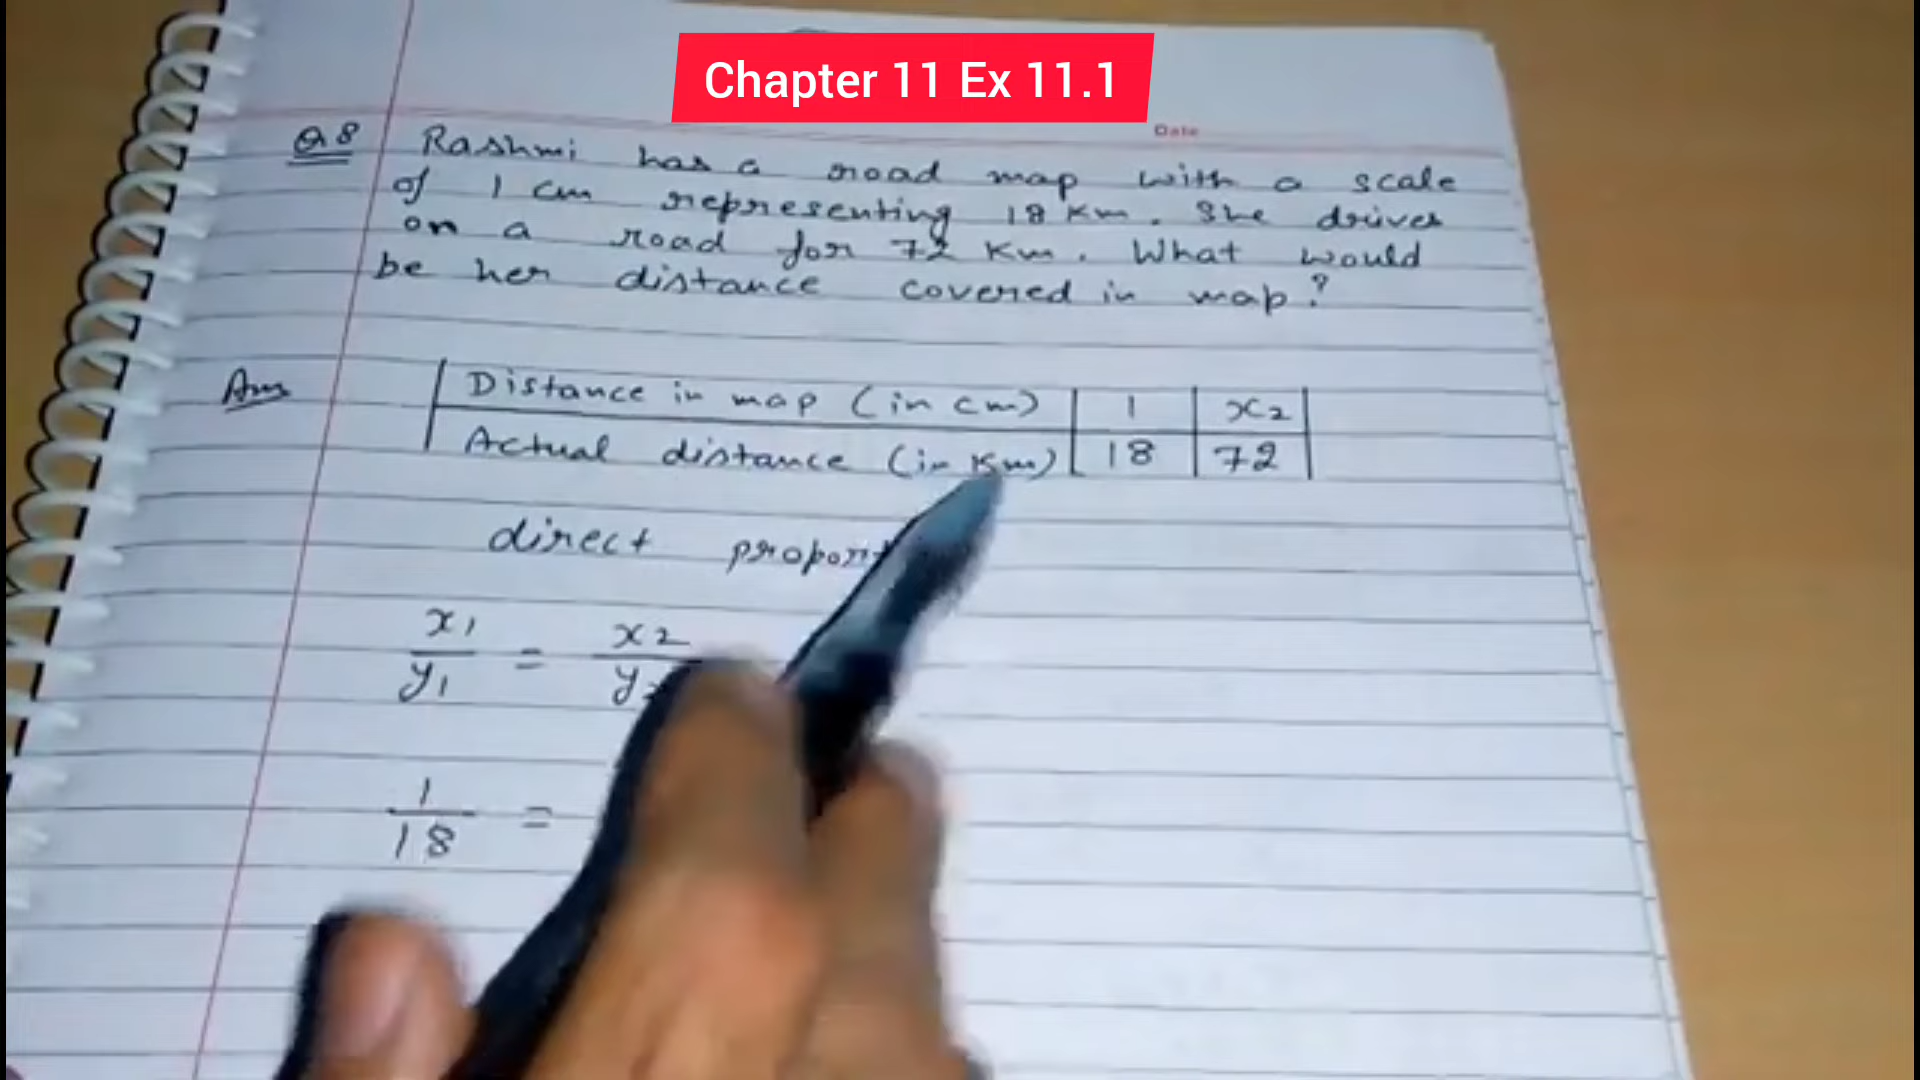 Chapter 11 Ex 11.1
Date
Q8 Rashmi has a road map with a scale
of 1 cm representing 18 Km. She drives
on a road for 72 Km. What would
be her distance covered in map?
Ans
Distance in map (in cm) 1 x2
Actual distance (in Km) 18 72
direct
x1/y1 = x2/y2
1/18 =